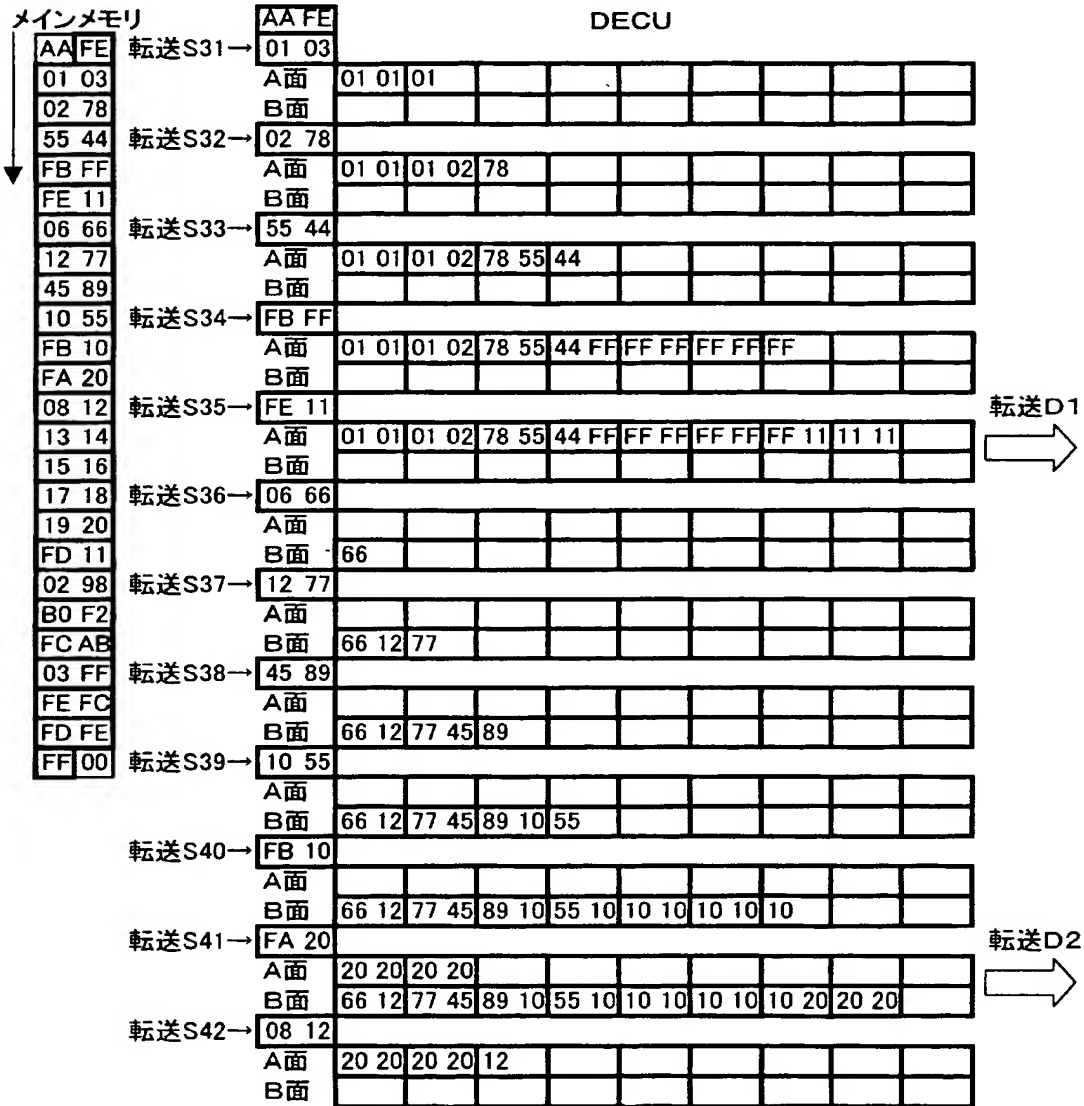 メインメモリ
AA FE
01 03
02 78
55 44
FB FF
FE 11
06 66
12 77
45 89
10 55
FB 10
FA 20
08 12
13 14
15 16
17 18
19 20
FD 11
02 98
B0 F2
FC AB
03 FF
FE FC
FD FE
FF 00
DECU
AA FE
転送S31→ 01 03
A面 01 01 01
B面
転送S32→ 02 78
A面 01 01 01 02 78
B面
転送S33→ 55 44
A面 01 01 01 02 78 55 44
B面
転送S34→ FB FF
A面 01 01 01 02 78 55 44 FF FF FF FF FF FF
B面
転送S35→ FE 11
A面 01 01 01 02 78 55 44 FF FF FF FF FF FF 11 11 11
B面
転送D1
転送S36→ 06 66
A面
B面 66
転送S37→ 12 77
A面
B面 66 12 77
転送S38→ 45 89
A面
B面 66 12 77 45 89
転送S39→ 10 55
A面
B面 66 12 77 45 89 10 55
転送S40→ FB 10
A面
B面 66 12 77 45 89 10 55 10 10 10 10 10 10
転送S41→ FA 20
A面 20 20 20 20
B面 66 12 77 45 89 10 55 10 10 10 10 10 10 20 20 20
転送D2
転送S42→ 08 12
A面 20 20 20 20 12
B面